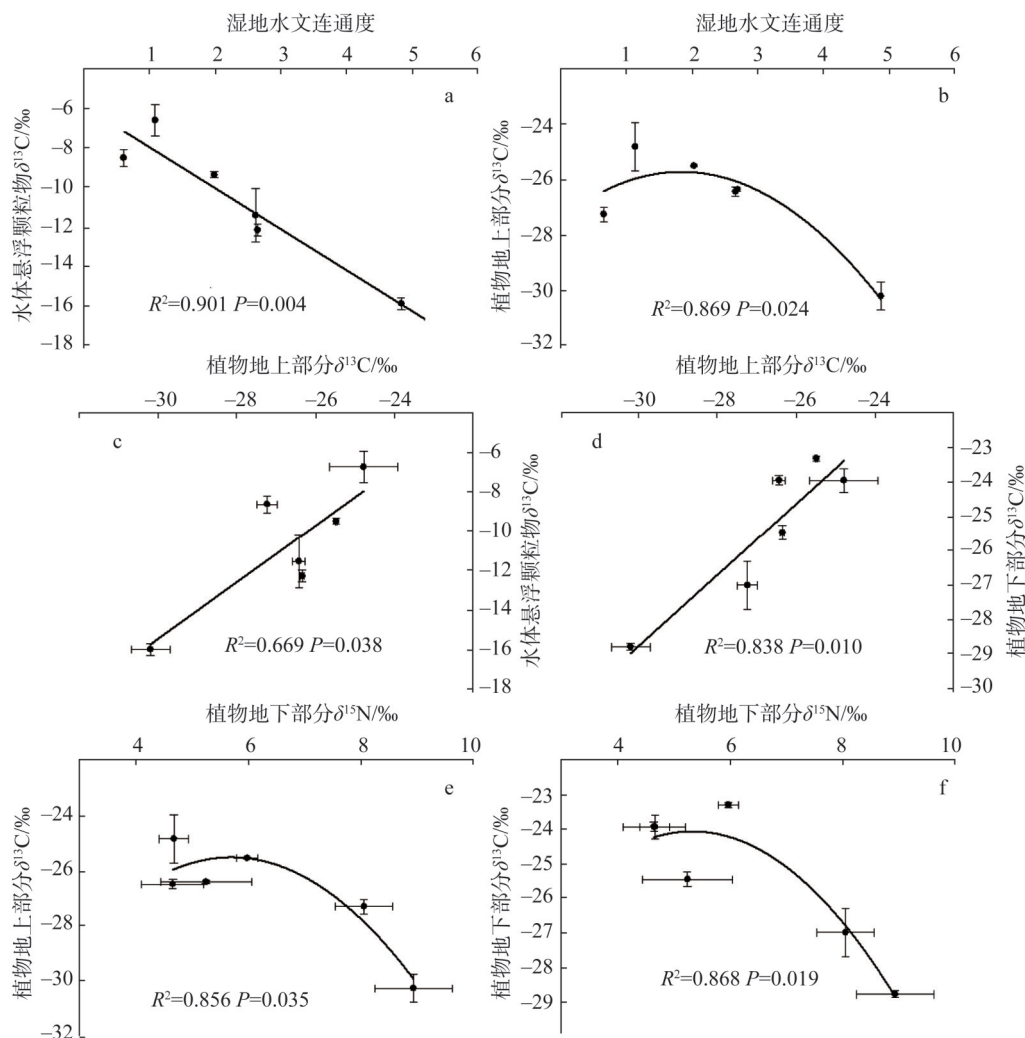 湿地水文连通度
湿地水文连通度
1 2 3 4 5 6
0 1 2 3 4 5 6
a
b
水体悬浮颗粒物δ¹³C/‰
–6
–8
–10
–12
–14
–16
–18
R²=0.901 P=0.004
植物地上部分δ¹³C/‰
–24
–26
–28
–30
–32
R²=0.869 P=0.024
植物地上部分δ¹³C/‰
植物地上部分δ¹³C/‰
–30 –28 –26 –24
–30 –28 –26 –24
c
d
–6
–8
–10
–12
–14
–16
–18
水体悬浮颗粒物δ¹³C/‰
R²=0.669 P=0.038
–23
–24
–25
–26
–27
–28
–29
–30
植物地下部分δ¹³C/‰
R²=0.838 P=0.010
植物地下部分δ¹⁵N/‰
植物地下部分δ¹⁵N/‰
4 6 8 10
4 6 8 10
e
f
植物地上部分δ¹³C/‰
–24
–26
–28
–30
–32
R²=0.856 P=0.035
植物地下部分δ¹³C/‰
–23
–24
–25
–26
–27
–28
–29
R²=0.868 P=0.019